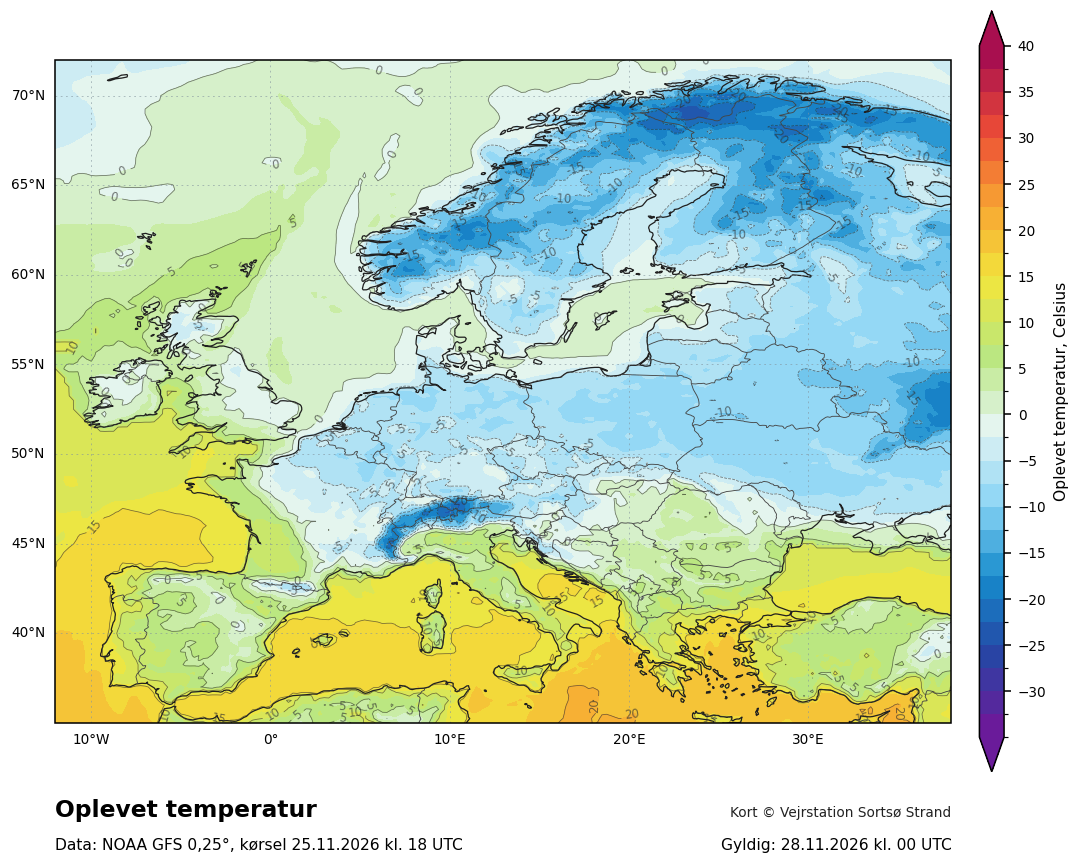 40
35
30
25
20
15
10
5
0
−5
−10
−15
−20
−25
−30
Oplevet temperatur, Celsius
70°N
65°N
60°N
55°N
50°N
45°N
40°N
10°W 0° 10°E 20°E 30°E
Oplevet temperatur
Kort © Vejrstation Sortsø Strand
Data: NOAA GFS 0,25°, kørsel 25.11.2026 kl. 18 UTC
Gyldig: 28.11.2026 kl. 00 UTC